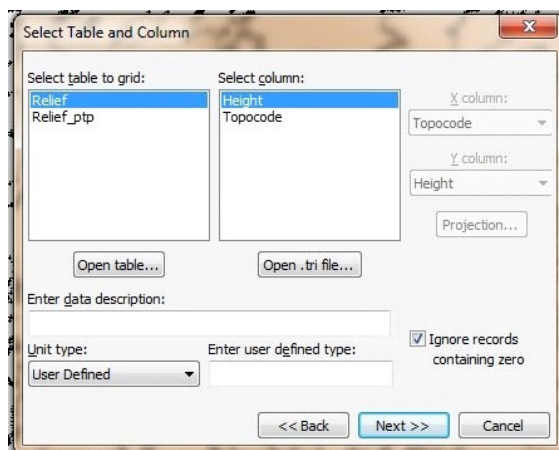 Select Table and Column
Select table to grid:
Relief
Relief_ptp
Select column:
Height
Topocode
X column:
Topocode
Y column:
Height
Projection...
Open table...
Open .tri file...
Enter data description:
Unit type:
User Defined
Enter user defined type:
Ignore records
containing zero
<< Back
Next >>
Cancel